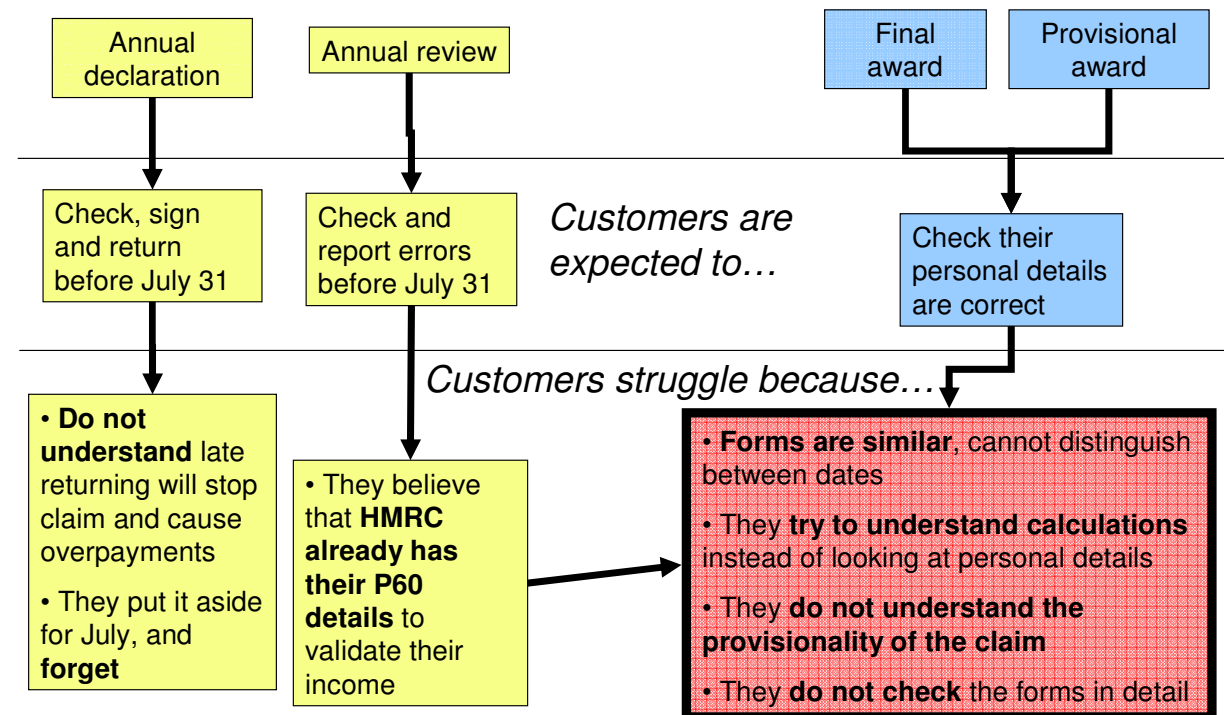 Annual
declaration
Annual review
Final
award
Provisional
award
Check, sign
and return
before July 31
Check and
report errors
before July 31
Customers are
expected to…
Check their
personal details
are correct
Customers struggle because…
• Do not
understand late
returning will stop
claim and cause
overpayments
• They put it aside
for July, and
forget
• They believe
that HMRC
already has
their P60
details to
validate their
income
• Forms are similar, cannot distinguish
between dates
• They try to understand calculations
instead of looking at personal details
• They do not understand the
provisionality of the claim
• They do not check the forms in detail